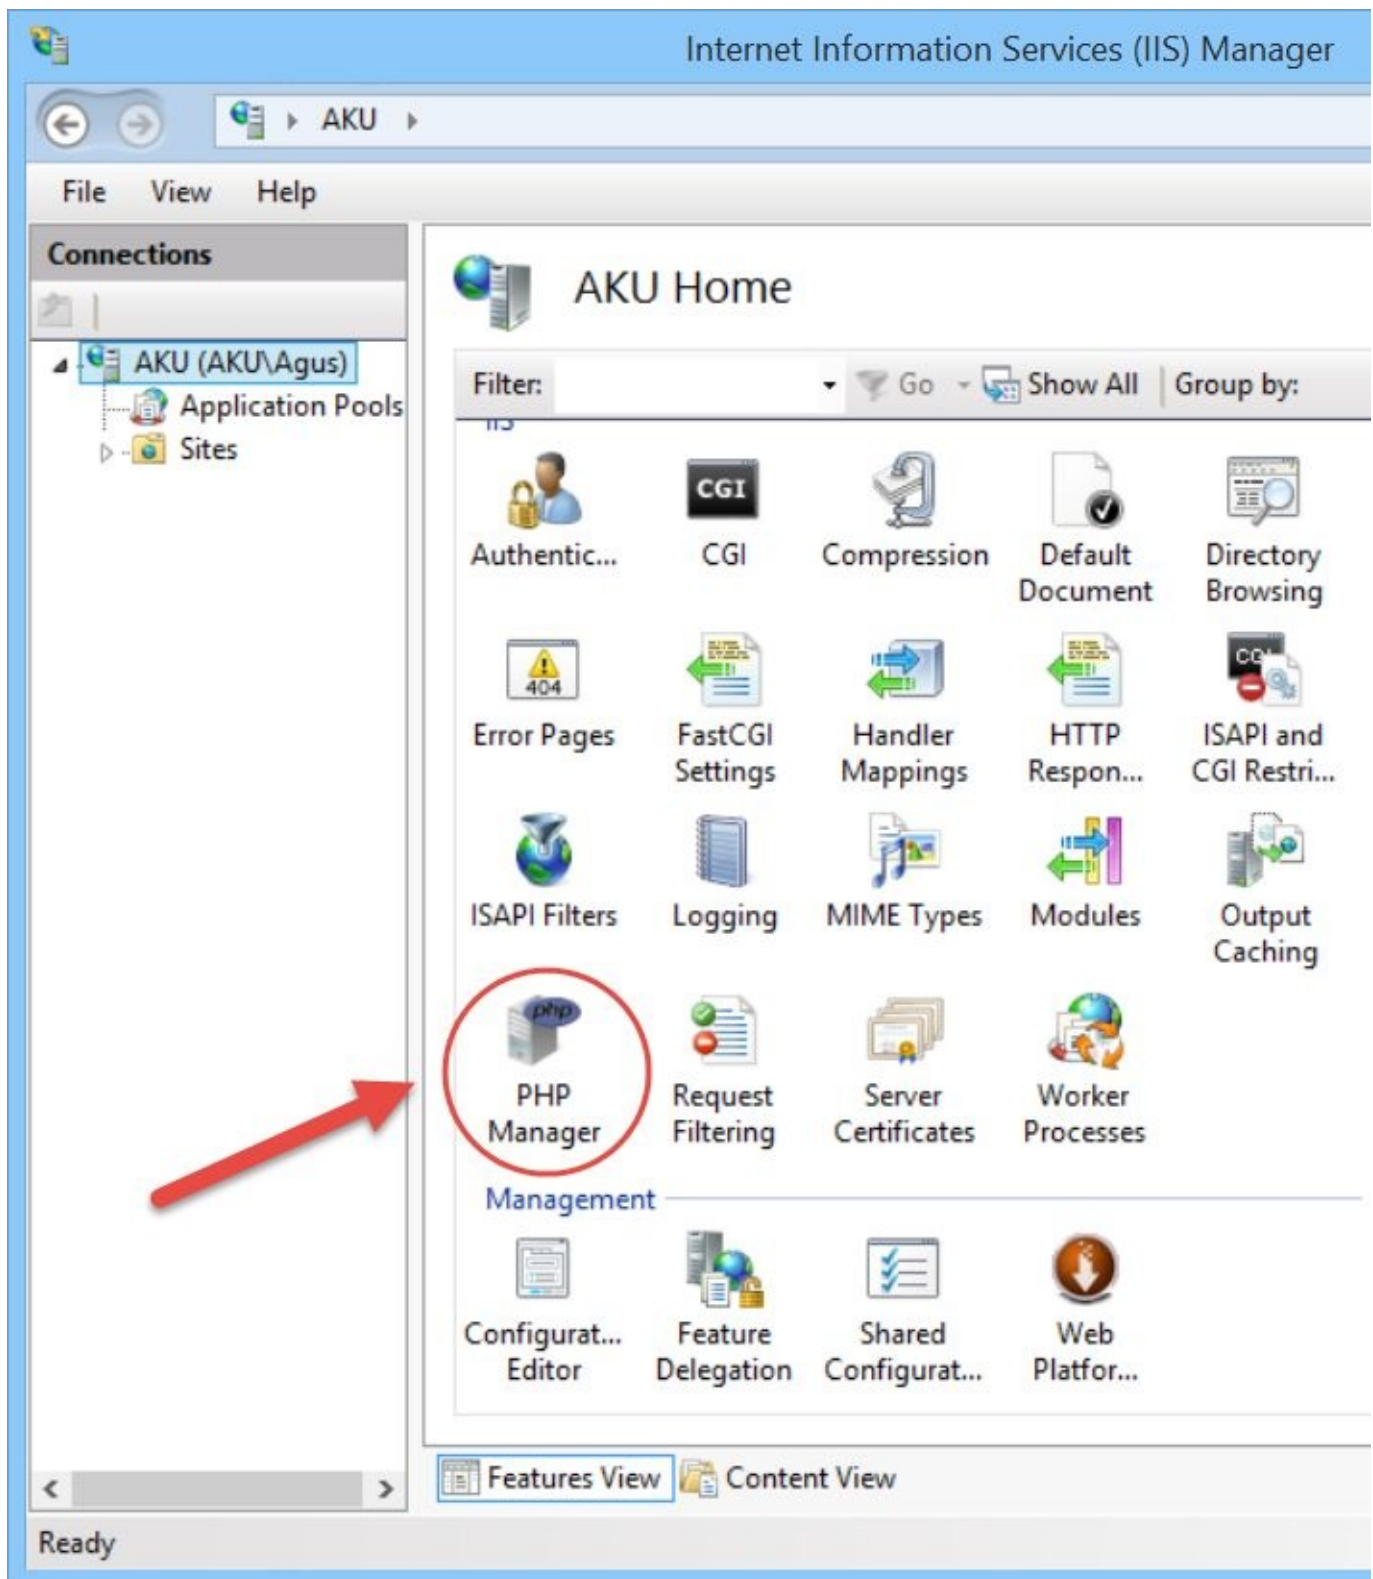 Internet Information Services (IIS) Manager
AKU
File View Help
Connections
AKU Home
AKU (AKU\Agus)
Application Pools
Sites
Filter: Go Show All Group by:
IIS
CGI
Authentic... CGI Compression Default Directory
Document Browsing
404
CGI
Error Pages FastCGI Handler HTTP ISAPI and
Settings Mappings Respon... CGI Restri...
ISAPI Filters Logging MIME Types Modules Output
Caching
php
PHP Request Server Worker
Manager Filtering Certificates Processes
Management
Configurat... Feature Shared Web
Editor Delegation Configurat... Platfor...
Features View Content View
Ready